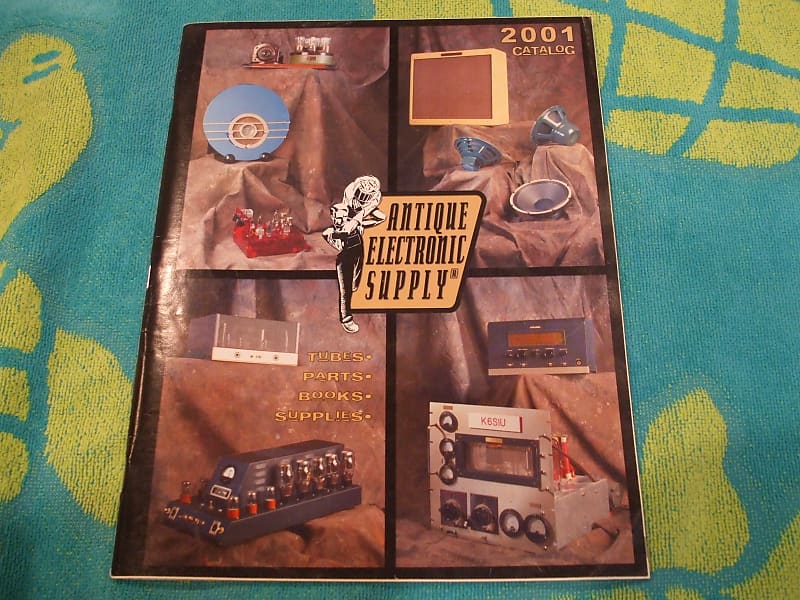 2001
CATALOG
ANTIQUE
ELECTRONIC
SUPPLY®
TUBES•
PARTS•
BOOKS•
SUPPLIES•
K6SIU